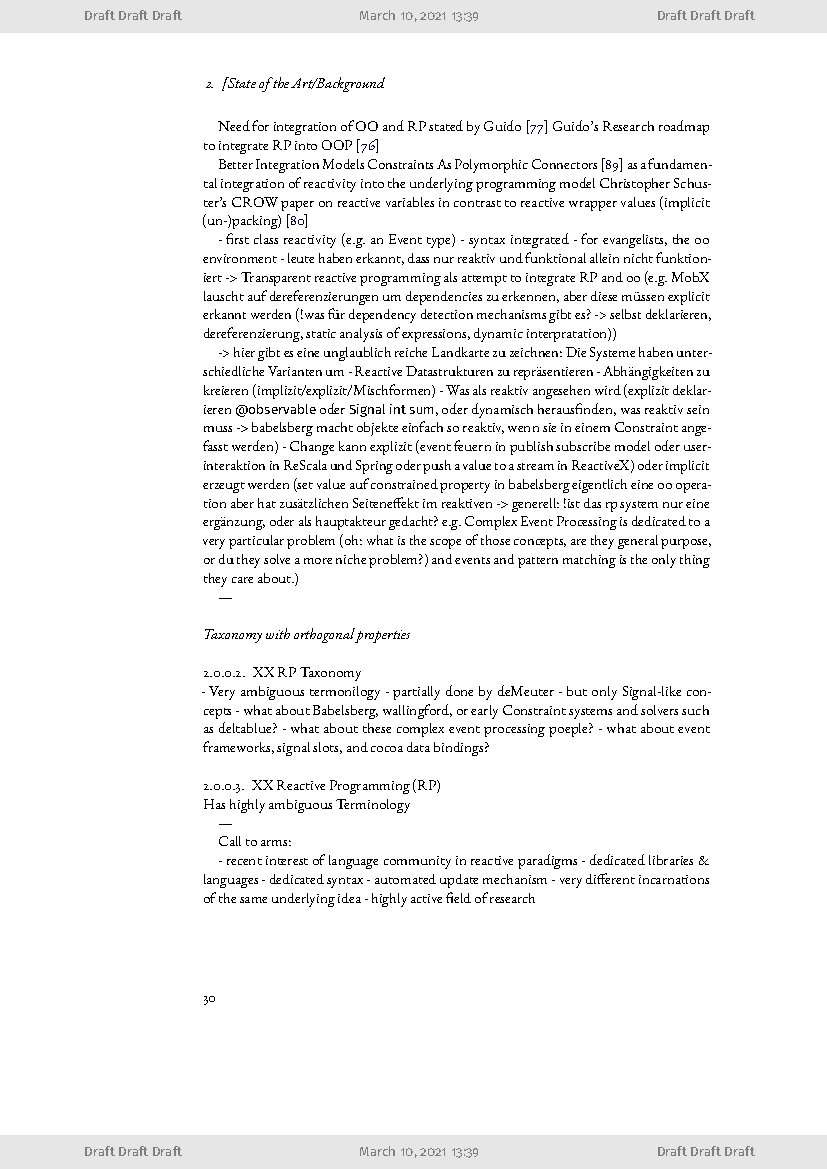 Draft Draft Draft March 10, 2021 13:39 Draft Draft Draft
2. [State of the Art/Background
Need for integration of OO and RP stated by Guido [77] Guido's Research roadmap
to integrate RP into OOP [76]
Better Integration Models Constraints As Polymorphic Connectors [89] as a fundamen-
tal integration of reactivity into the underlying programming model Christopher Schus-
ter's CROW paper on reactive variables in contrast to reactive wrapper values (implicit
(un-)packing) [80]
- first class reactivity (e.g. an Event type) - syntax integrated - for evangelists, the oo
environment - leute haben erkannt, dass nur reaktiv und funktional allein nicht funktion-
iert -> Transparent reactive programming als attempt to integrate RP and oo (e.g. MobX
lauscht auf dereferenzierungen um dependencies zu erkennen, aber diese müssen explicit
erkannt werden (!was für dependency detection mechanisms gibt es? -> selbst deklarieren,
dereferenzierung, static analysis of expressions, dynamic interpratation))
-> hier gibt es eine unglaublich reiche Landkarte zu zeichnen: Die Systeme haben unter-
schiedliche Varianten um - Reactive Datastrukturen zu repräsentieren - Abhängigkeiten zu
kreieren (implizit/explizit/Mischformen) - Was als reaktiv angesehen wird (explizit deklar-
ieren @observable oder Signal int sum, oder dynamisch herausfinden, was reaktiv sein
muss -> babelsberg macht objekte einfach so reaktiv, wenn sie in einem Constraint ange-
fasst werden) - Change kann explizit (event feuern in publish subscribe model oder user-
interaktion in ReScala und Spring oder push a value to a stream in ReactiveX) oder implicit
erzeugt werden (set value auf constrained property in babelsberg eigentlich eine oo opera-
tion aber hat zusätzlichen Seiteneffekt im reaktiven -> generell: !ist das rp system nur eine
ergänzung, oder als hauptakteur gedacht? e.g. Complex Event Processing is dedicated to a
very particular problem (oh: what is the scope of those concepts, are they general purpose,
or du they solve a more niche problem?) and events and pattern matching is the only thing
they care about.)
—
Taxonomy with orthogonal properties
2.0.0.2. XX RP Taxonomy
- Very ambiguous termonilogy - partially done by deMeuter - but only Signal-like con-
cepts - what about Babelsberg, wallingford, or early Constraint systems and solvers such
as deltablue? - what about these complex event processing poeple? - what about event
frameworks, signal slots, and cocoa data bindings?
2.0.0.3. XX Reactive Programming (RP)
Has highly ambiguous Terminology
—
Call to arms:
- recent interest of language community in reactive paradigms - dedicated libraries &
languages - dedicated syntax - automated update mechanism - very different incarnations
of the same underlying idea - highly active field of research
30
Draft Draft Draft March 10, 2021 13:39 Draft Draft Draft